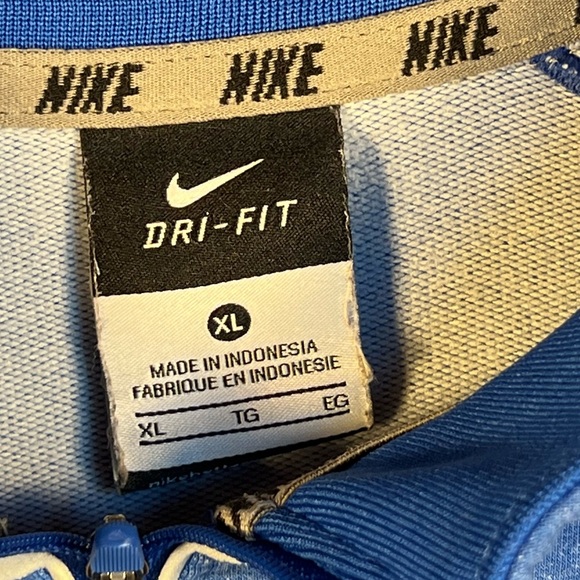 NIKE NIKE NIKE
DRI-FIT
XL
MADE IN INDONESIA
FABRIQUE EN INDONESIE
XL TG EG